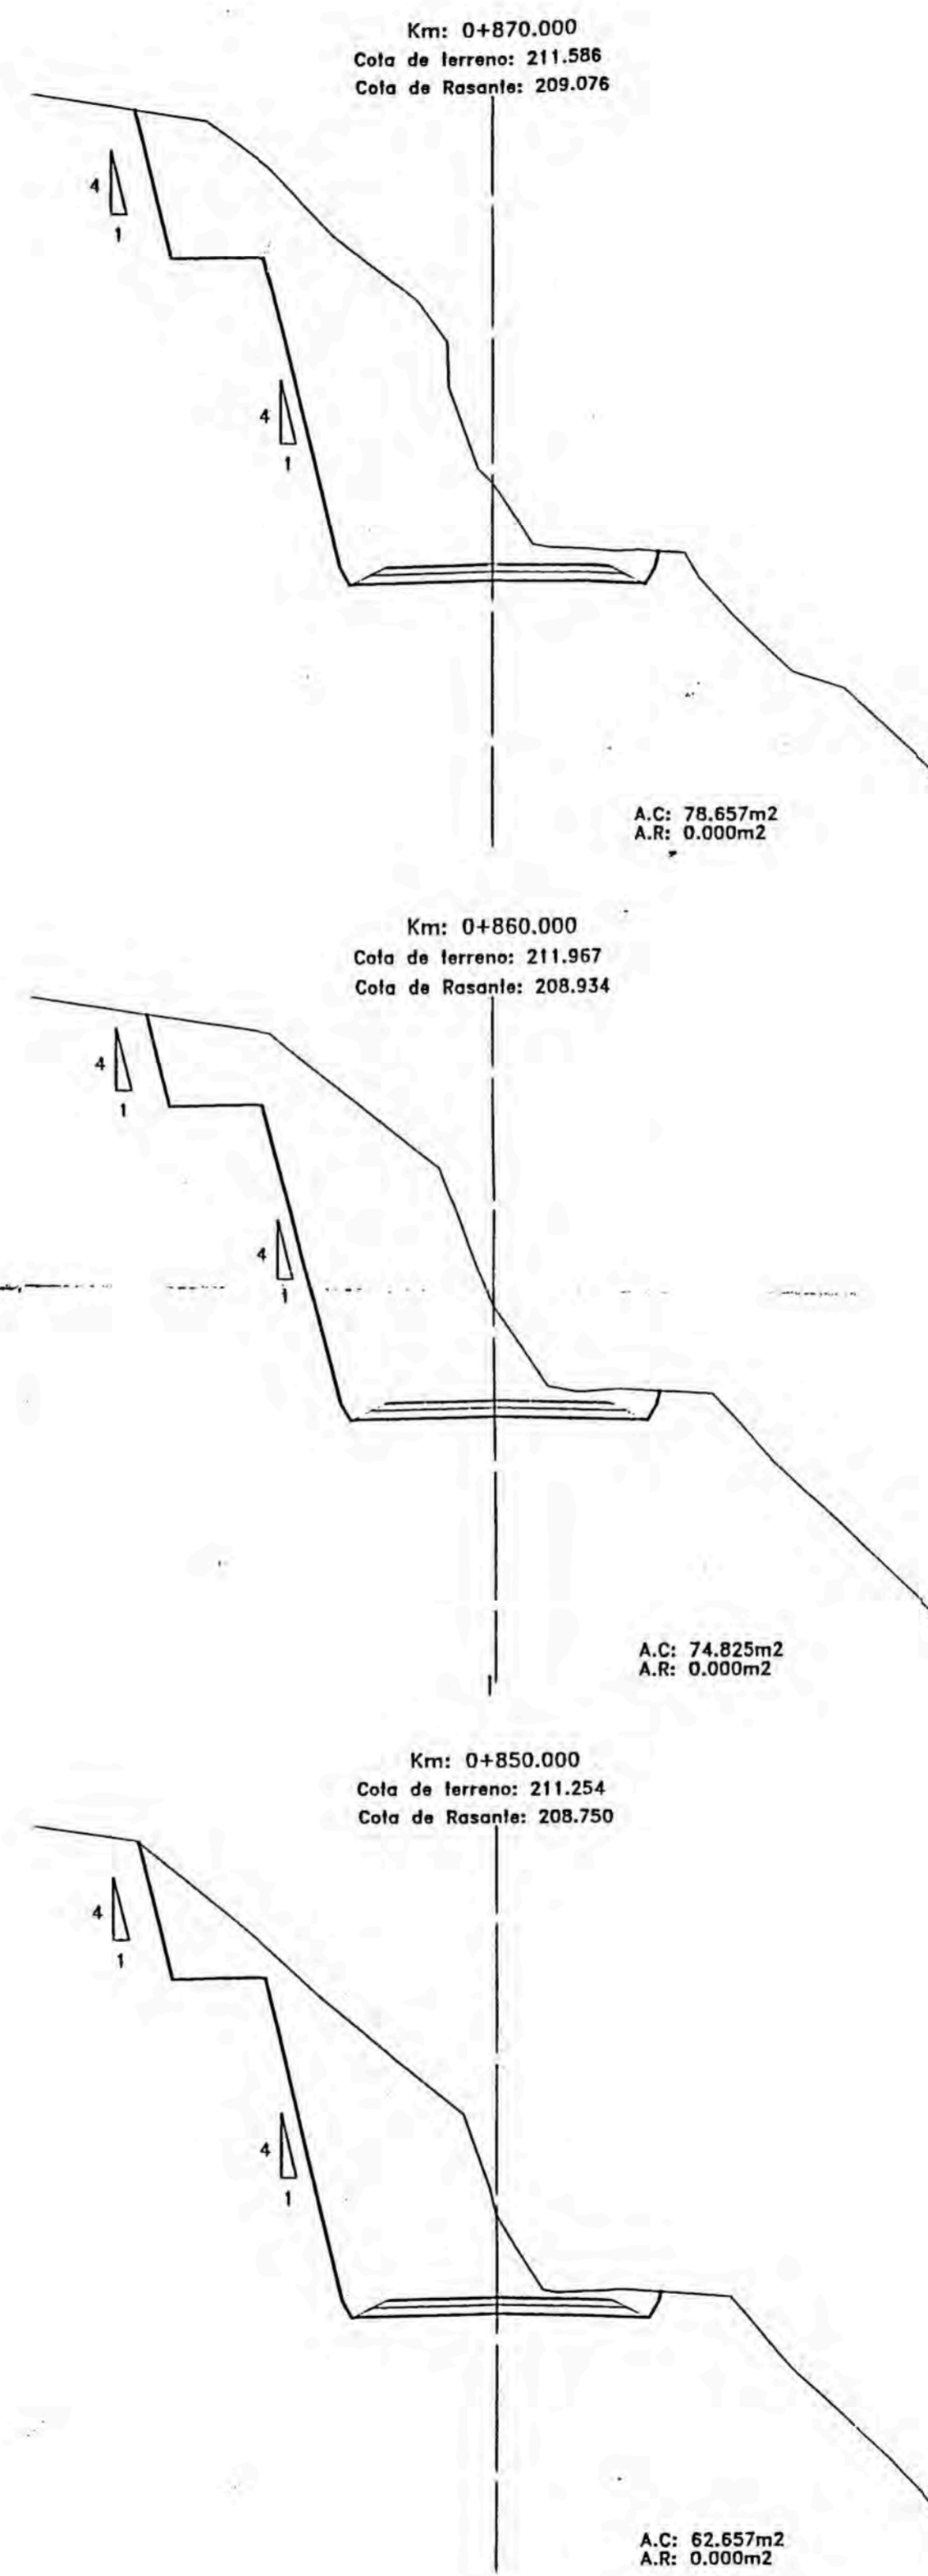 Km: 0+870.000
Cota de terreno: 211.586
Cota de Rasante: 209.076
4
1
4
1
A.C: 78.657m2
A.R: 0.000m2
Km: 0+860.000
Cota de terreno: 211.967
Cota de Rasante: 208.934
4
1
4
1
A.C: 74.825m2
A.R: 0.000m2
Km: 0+850.000
Cota de terreno: 211.254
Cota de Rasante: 208.750
4
1
4
1
A.C: 62.657m2
A.R: 0.000m2